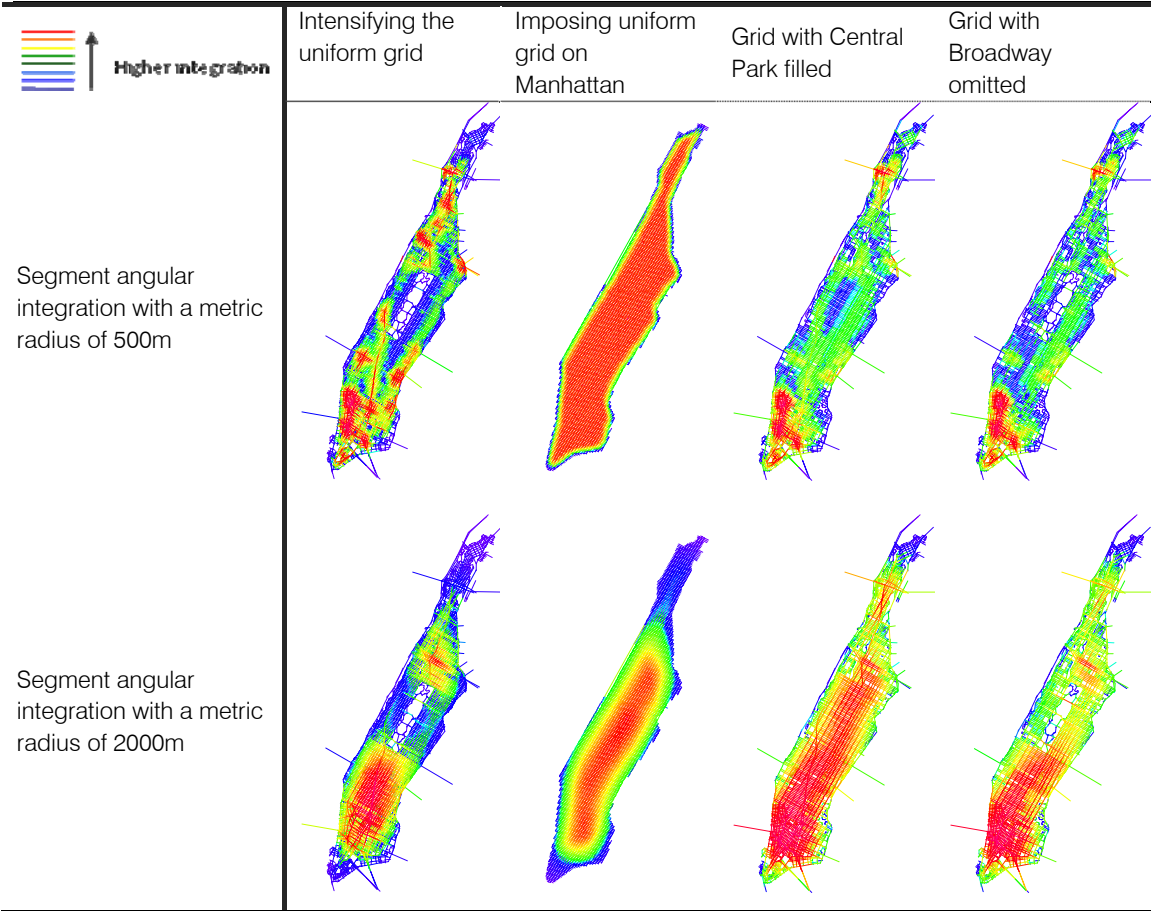 Higher integration
Intensifying the
uniform grid
Imposing uniform
grid on
Manhattan
Grid with Central
Park filled
Grid with
Broadway
omitted
Segment angular
integration with a metric
radius of 500m
Segment angular
integration with a metric
radius of 2000m